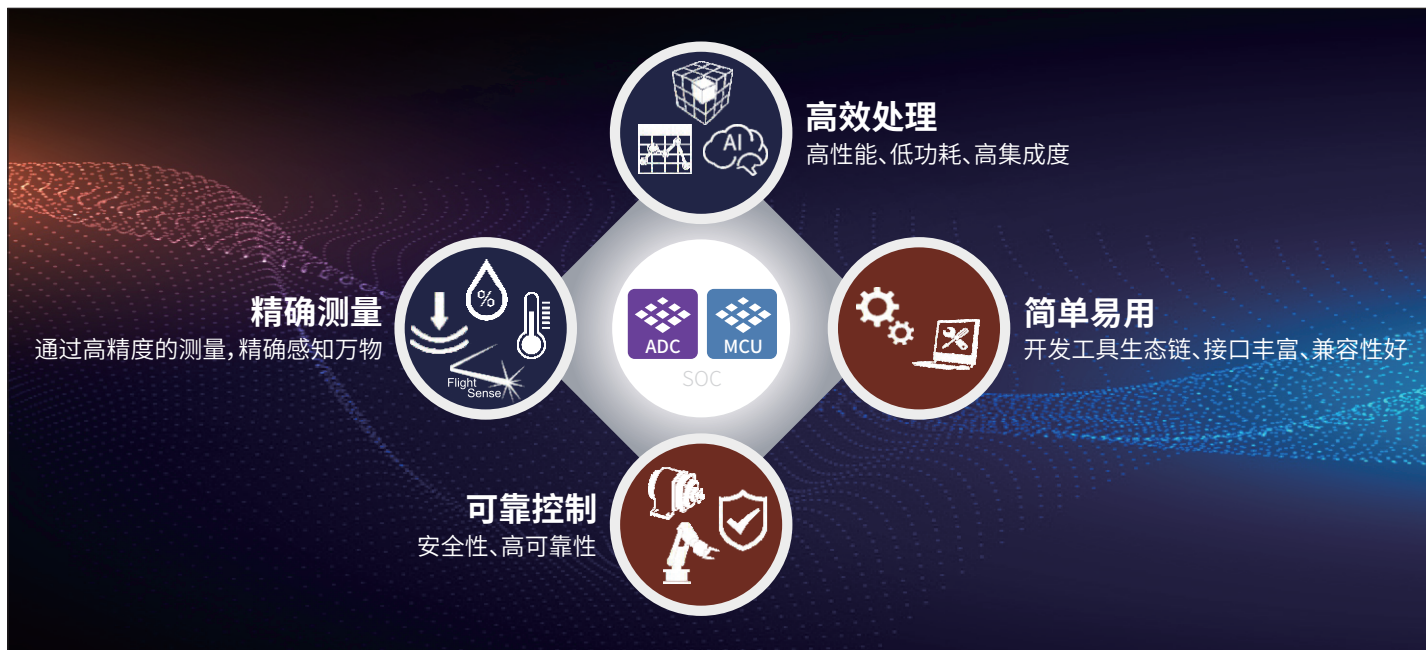 高效处理
高性能、低功耗、高集成度
AI
精确测量
通过高精度的测量，精确感知万物
%
Flight
Sense
ADC
MCU
SOC
简单易用
开发工具生态链、接口丰富、兼容性好
可靠控制
安全性、高可靠性